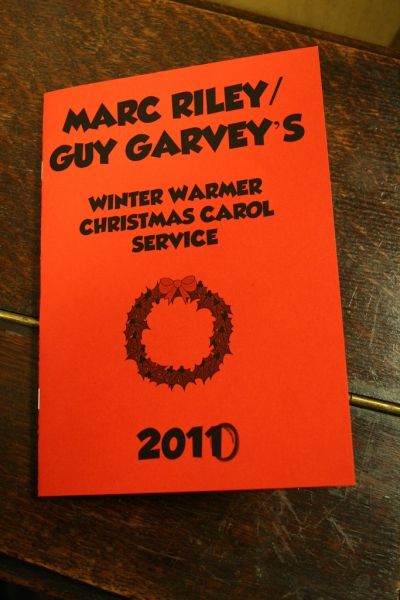 MARC RILEY/
GUY GARVEY'S
WINTER WARMER
CHRISTMAS CAROL
SERVICE
2011